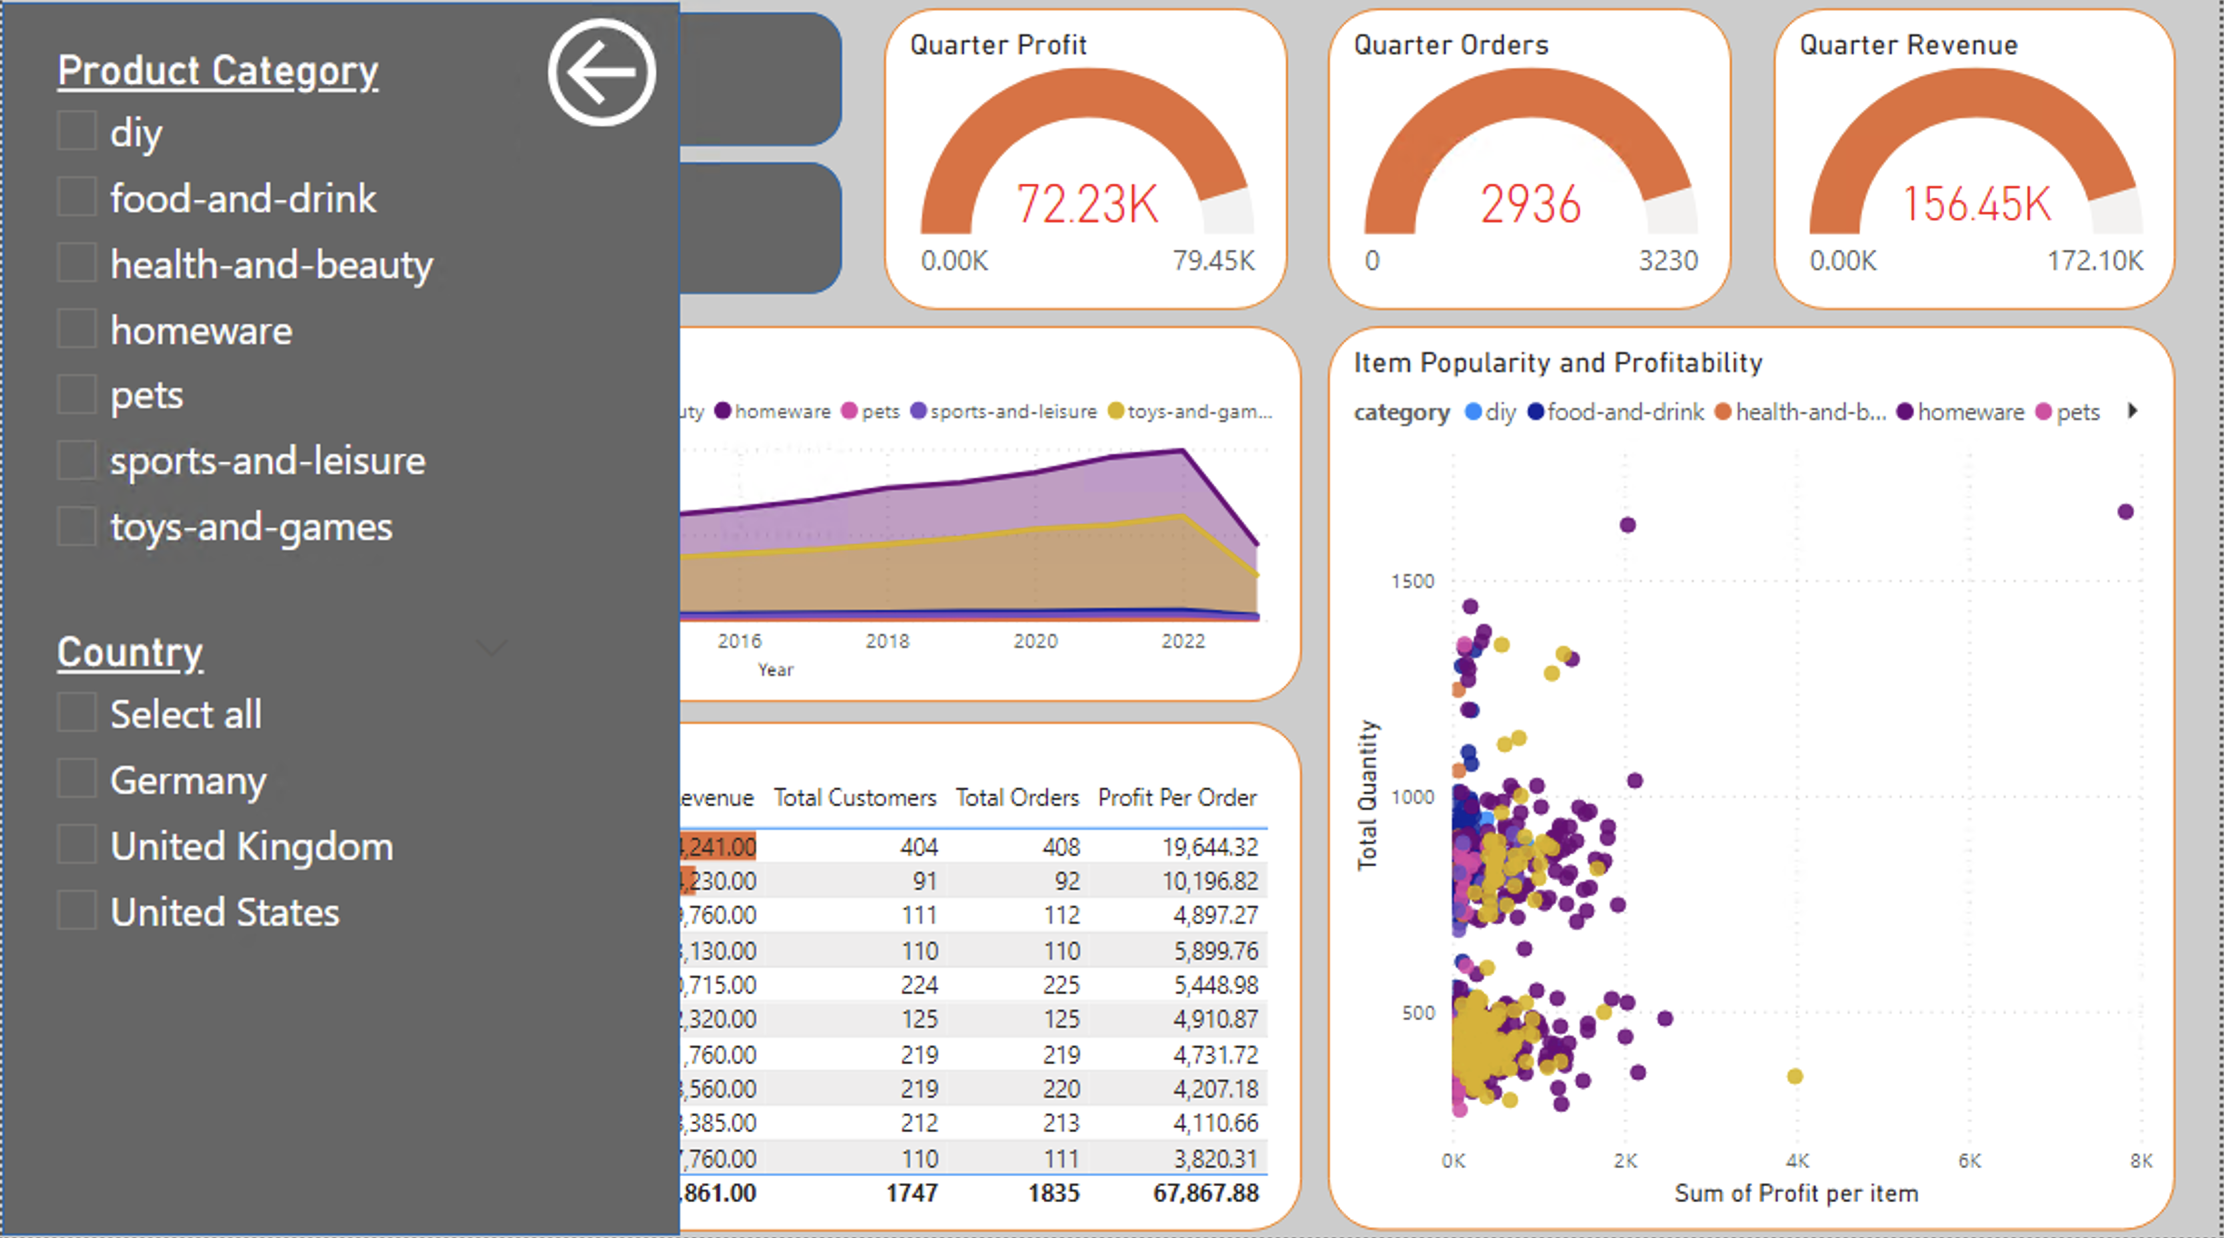 Product Category
diy
food-and-drink
health-and-beauty
homeware
pets
sports-and-leisure
toys-and-games
Country
Select all
Germany
United Kingdom
United States
Quarter Profit
72.23K
0.00K 79.45K
Quarter Orders
2936
0 3230
Quarter Revenue
156.45K
0.00K 172.10K
uty homeware pets sports-and-leisure toys-and-gam...
2016 2018 2020 2022
Year
evenue Total Customers Total Orders Profit Per Order
,241.00 404 408 19,644.32
,230.00 91 92 10,196.82
,760.00 111 112 4,897.27
,130.00 110 110 5,899.76
,715.00 224 225 5,448.98
,320.00 125 125 4,910.87
,760.00 219 219 4,731.72
,560.00 219 220 4,207.18
,385.00 212 213 4,110.66
,760.00 110 111 3,820.31
,861.00 1747 1835 67,867.88
Item Popularity and Profitability
category diy food-and-drink health-and-b... homeware pets
Total Quantity
1500
1000
500
0K 2K 4K 6K 8K
Sum of Profit per item